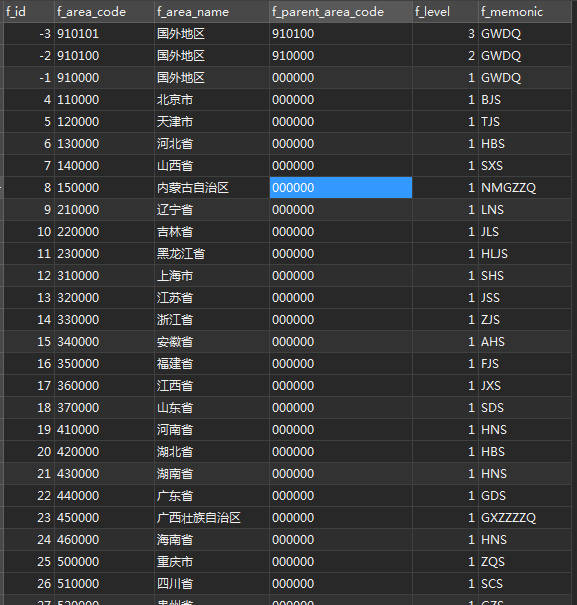 f_id f_area_code f_area_name f_parent_area_code f_level f_memonic
-3 910101 国外地区 910100 3 GWDQ
-2 910100 国外地区 910000 2 GWDQ
-1 910000 国外地区 000000 1 GWDQ
4 110000 北京市 000000 1 BJS
5 120000 天津市 000000 1 TJS
6 130000 河北省 000000 1 HBS
7 140000 山西省 000000 1 SXS
8 150000 内蒙古自治区 000000 1 NMGZZQ
9 210000 辽宁省 000000 1 LNS
10 220000 吉林省 000000 1 JLS
11 230000 黑龙江省 000000 1 HLJS
12 310000 上海市 000000 1 SHS
13 320000 江苏省 000000 1 JSS
14 330000 浙江省 000000 1 ZJS
15 340000 安徽省 000000 1 AHS
16 350000 福建省 000000 1 FJS
17 360000 江西省 000000 1 JXS
18 370000 山东省 000000 1 SDS
19 410000 河南省 000000 1 HNS
20 420000 湖北省 000000 1 HBS
21 430000 湖南省 000000 1 HNS
22 440000 广东省 000000 1 GDS
23 450000 广西壮族自治区 000000 1 GXZZZZQ
24 460000 海南省 000000 1 HNS
25 500000 重庆市 000000 1 ZQS
26 510000 四川省 000000 1 SCS
27 520000 贵州省 000000 1 GZS